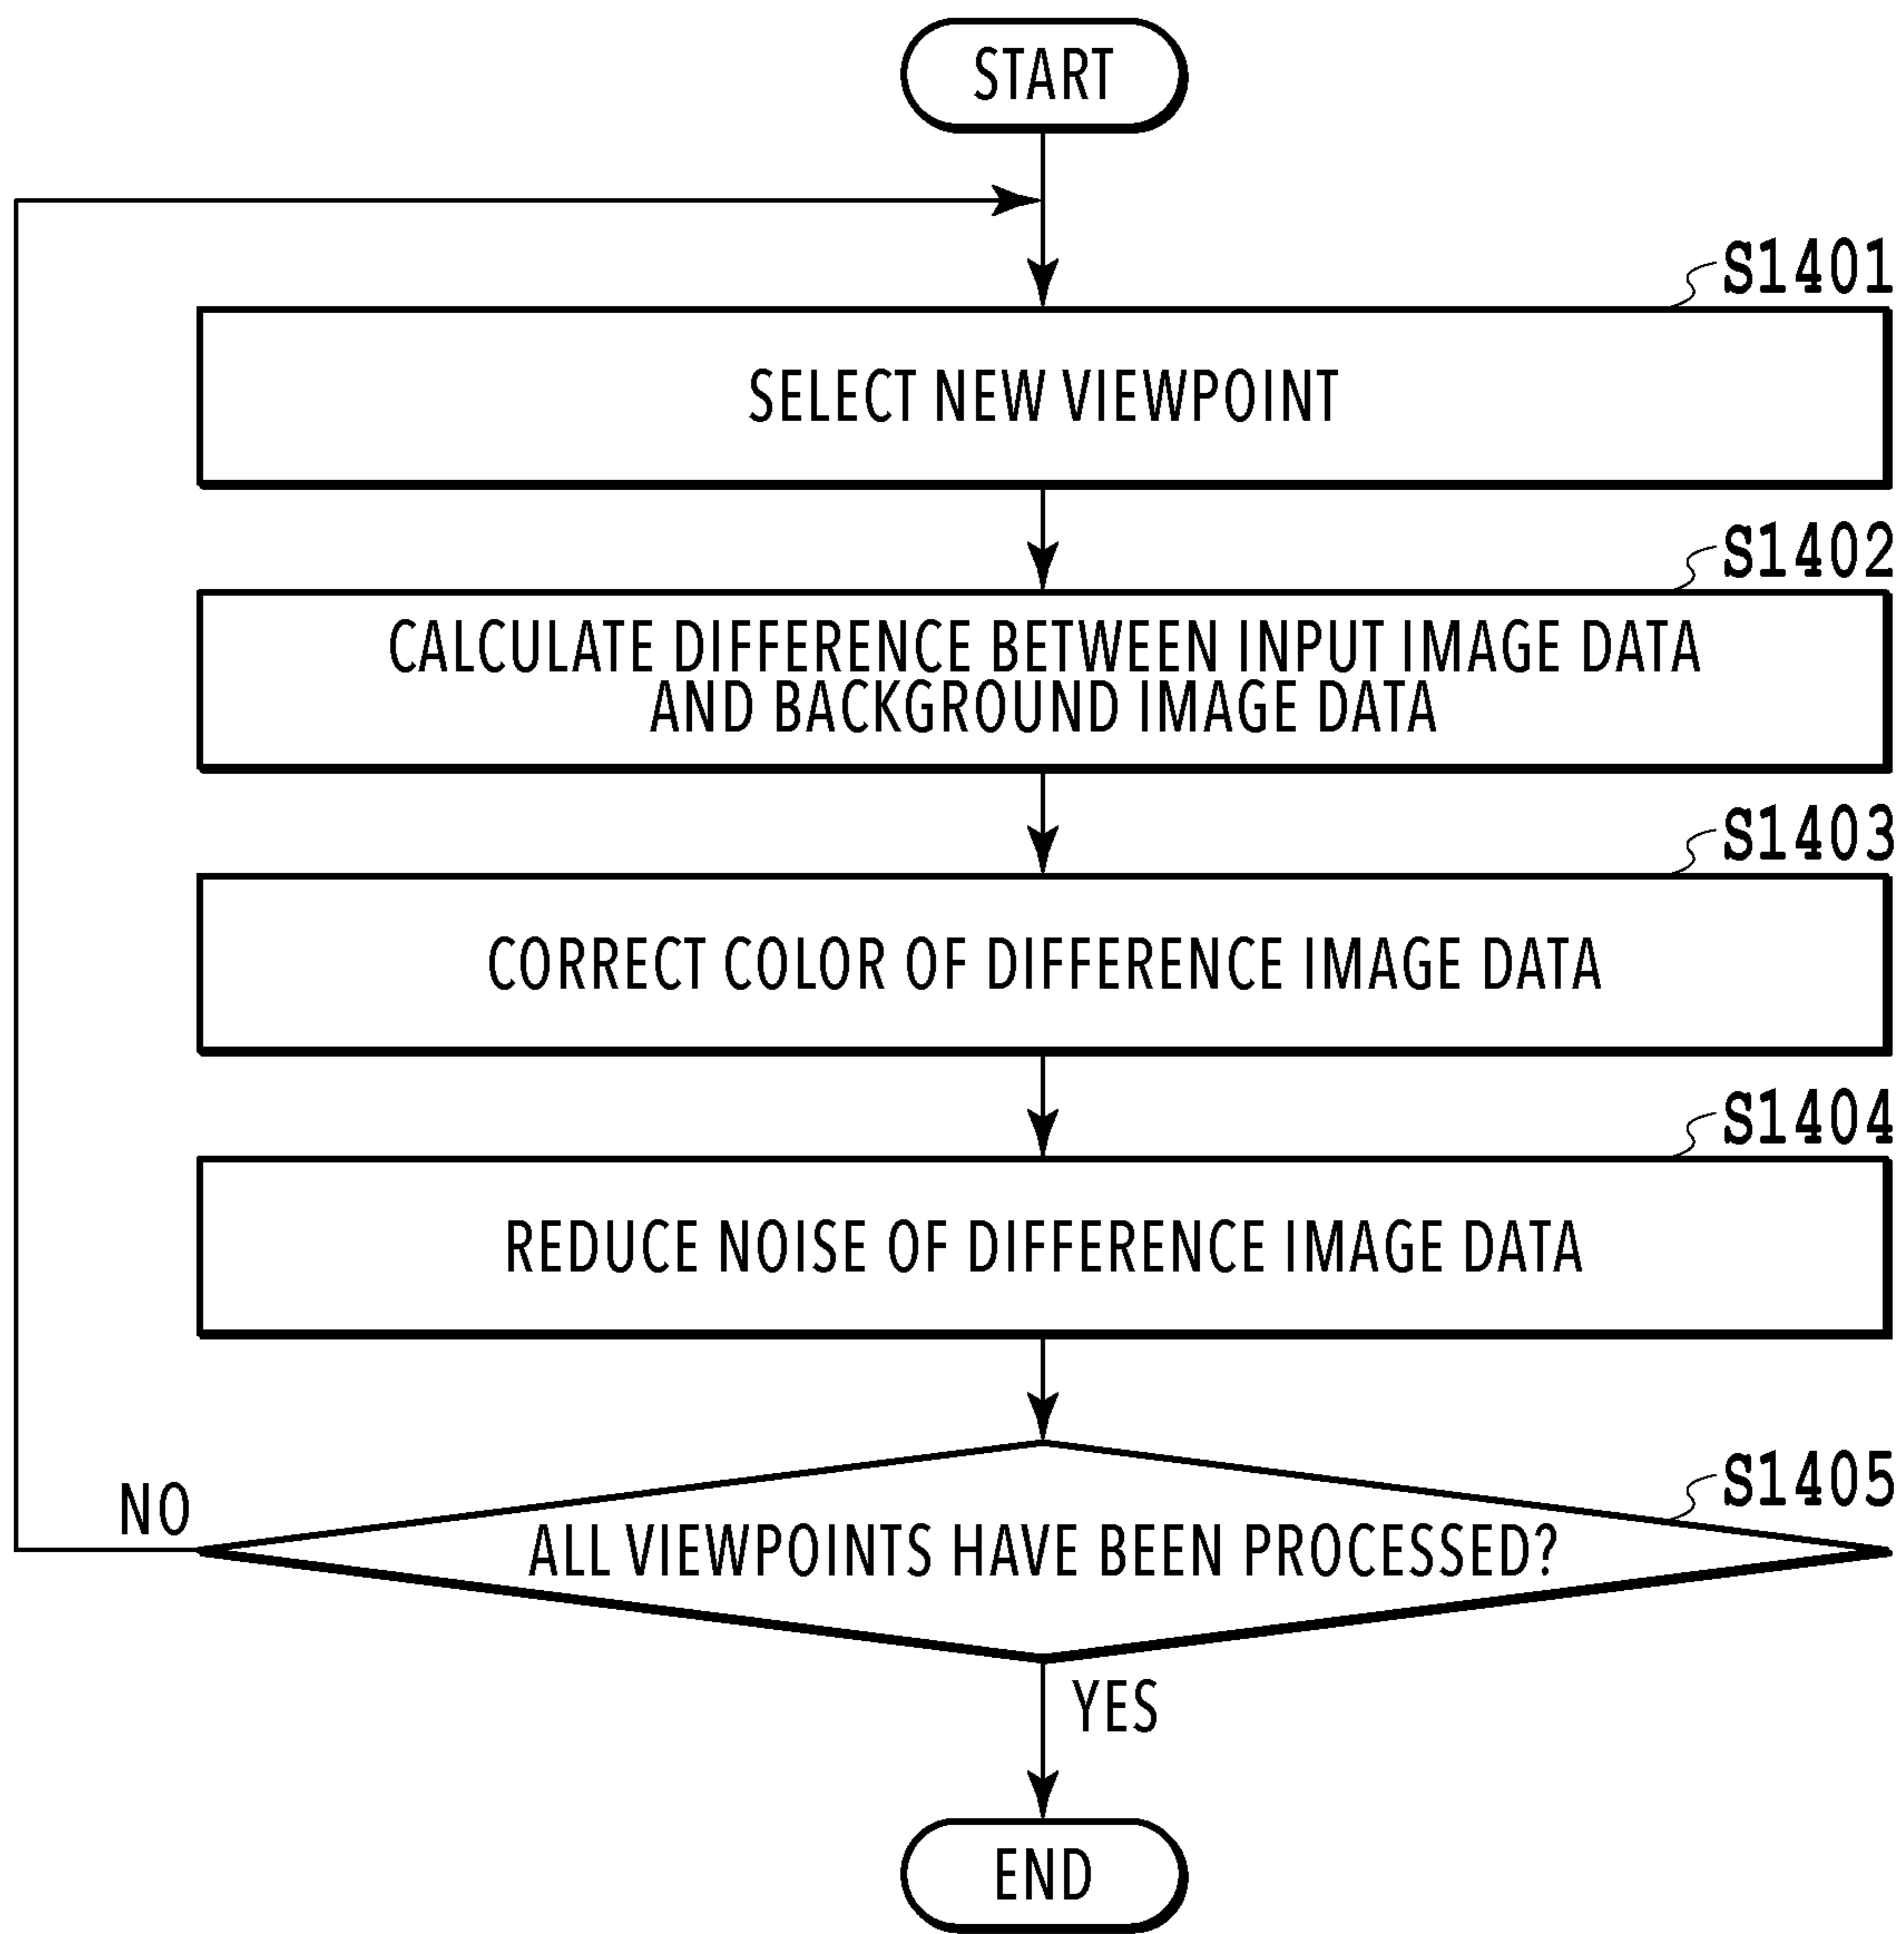 START
S1401
SELECT NEW VIEWPOINT
S1402
CALCULATE DIFFERENCE BETWEEN INPUT IMAGE DATA
AND BACKGROUND IMAGE DATA
S1403
CORRECT COLOR OF DIFFERENCE IMAGE DATA
S1404
REDUCE NOISE OF DIFFERENCE IMAGE DATA
S1405
NO
ALL VIEWPOINTS HAVE BEEN PROCESSED?
YES
END